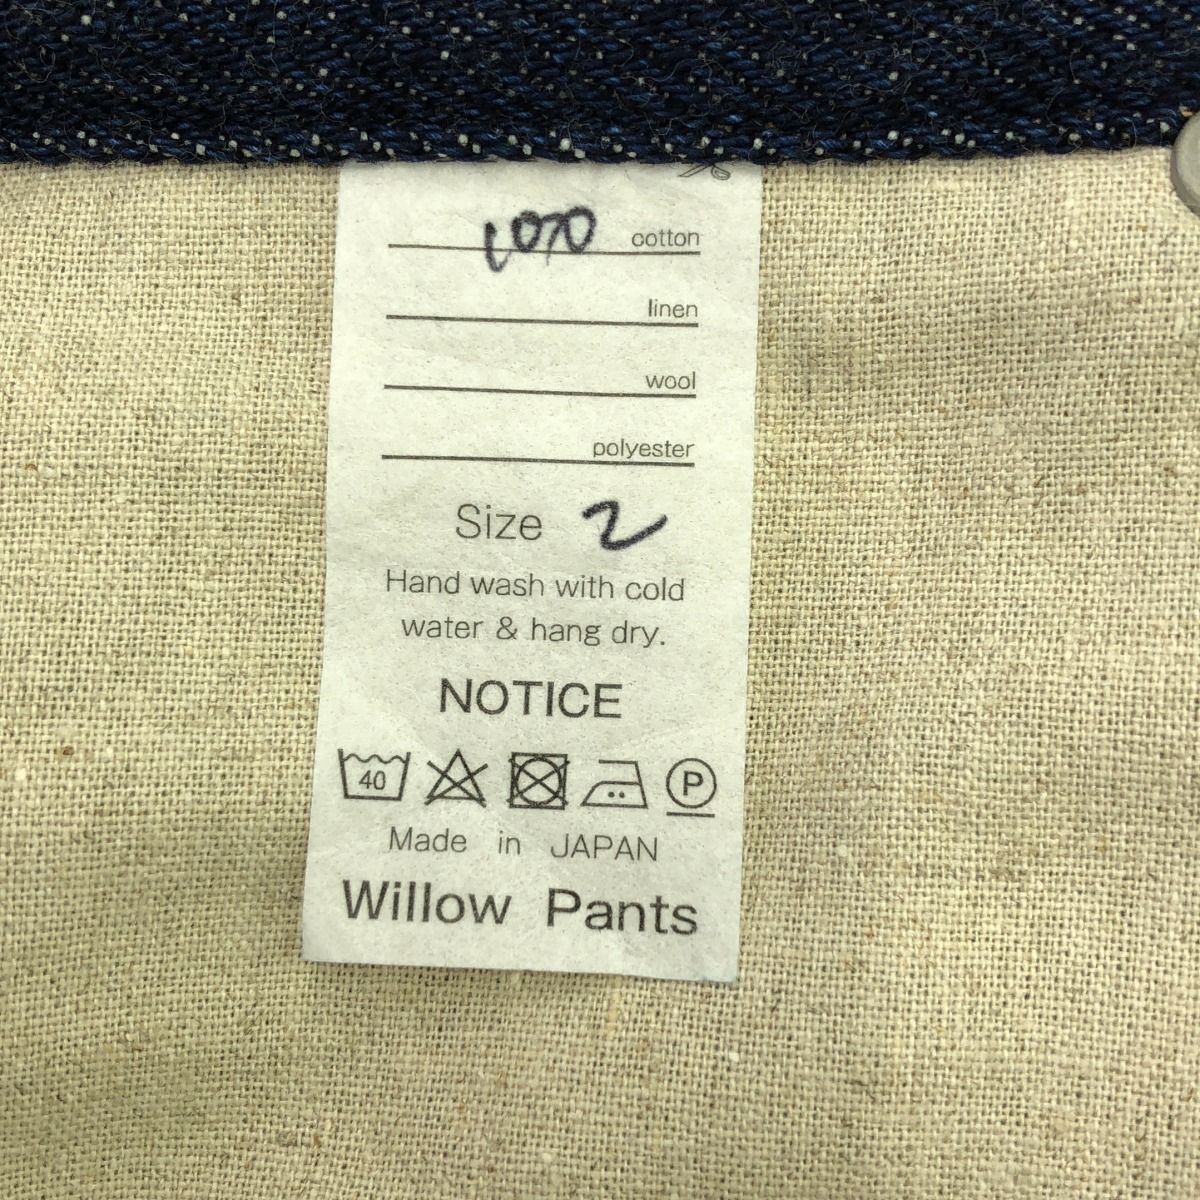 cotton
linen
wool
polyester
Size 2
Hand wash with cold
water & hang dry.
NOTICE
40 P
Made in JAPAN
Willow Pants